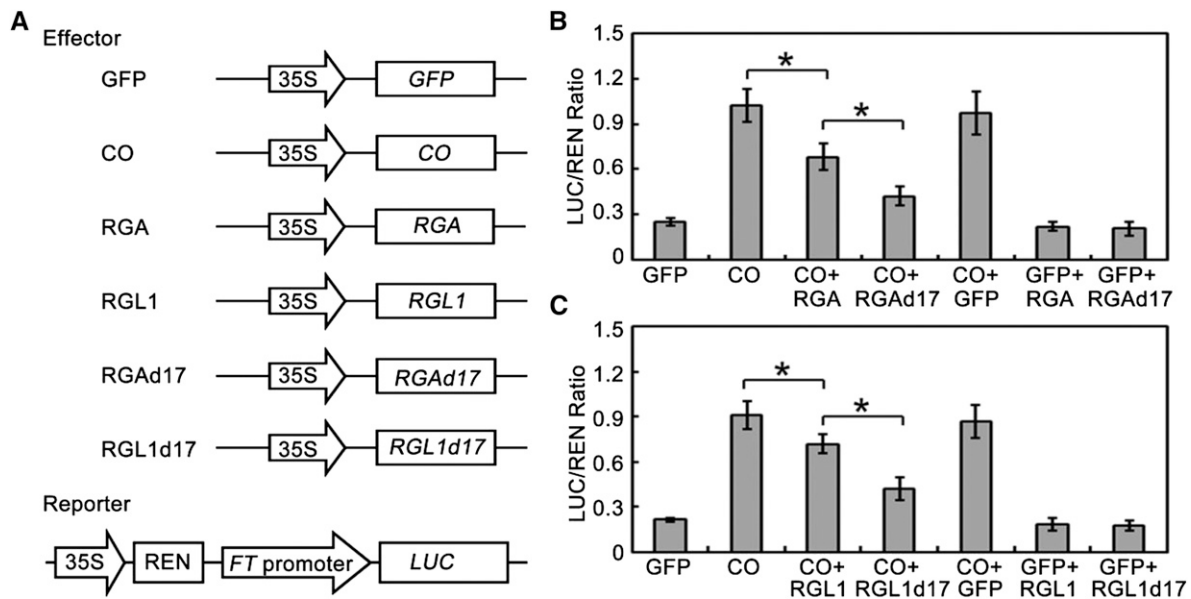 A
Effector
GFP 35S GFP
CO 35S CO
RGA 35S RGA
RGL1 35S RGL1
RGAd17 35S RGAd17
RGL1d17 35S RGL1d17
Reporter
35S REN FT promoter LUC
B
LUC/REN Ratio
1.5
1.2
0.9
0.6
0.3
0
* *
GFP CO CO+ CO+ CO+ GFP+ GFP+
RGA RGAd17 GFP RGA RGAd17
C
LUC/REN Ratio
1.5
1.2
0.9
0.6
0.3
0
* *
GFP CO CO+ CO+ CO+ GFP+ GFP+
RGL1 RGL1d17 GFP RGL1 RGL1d17